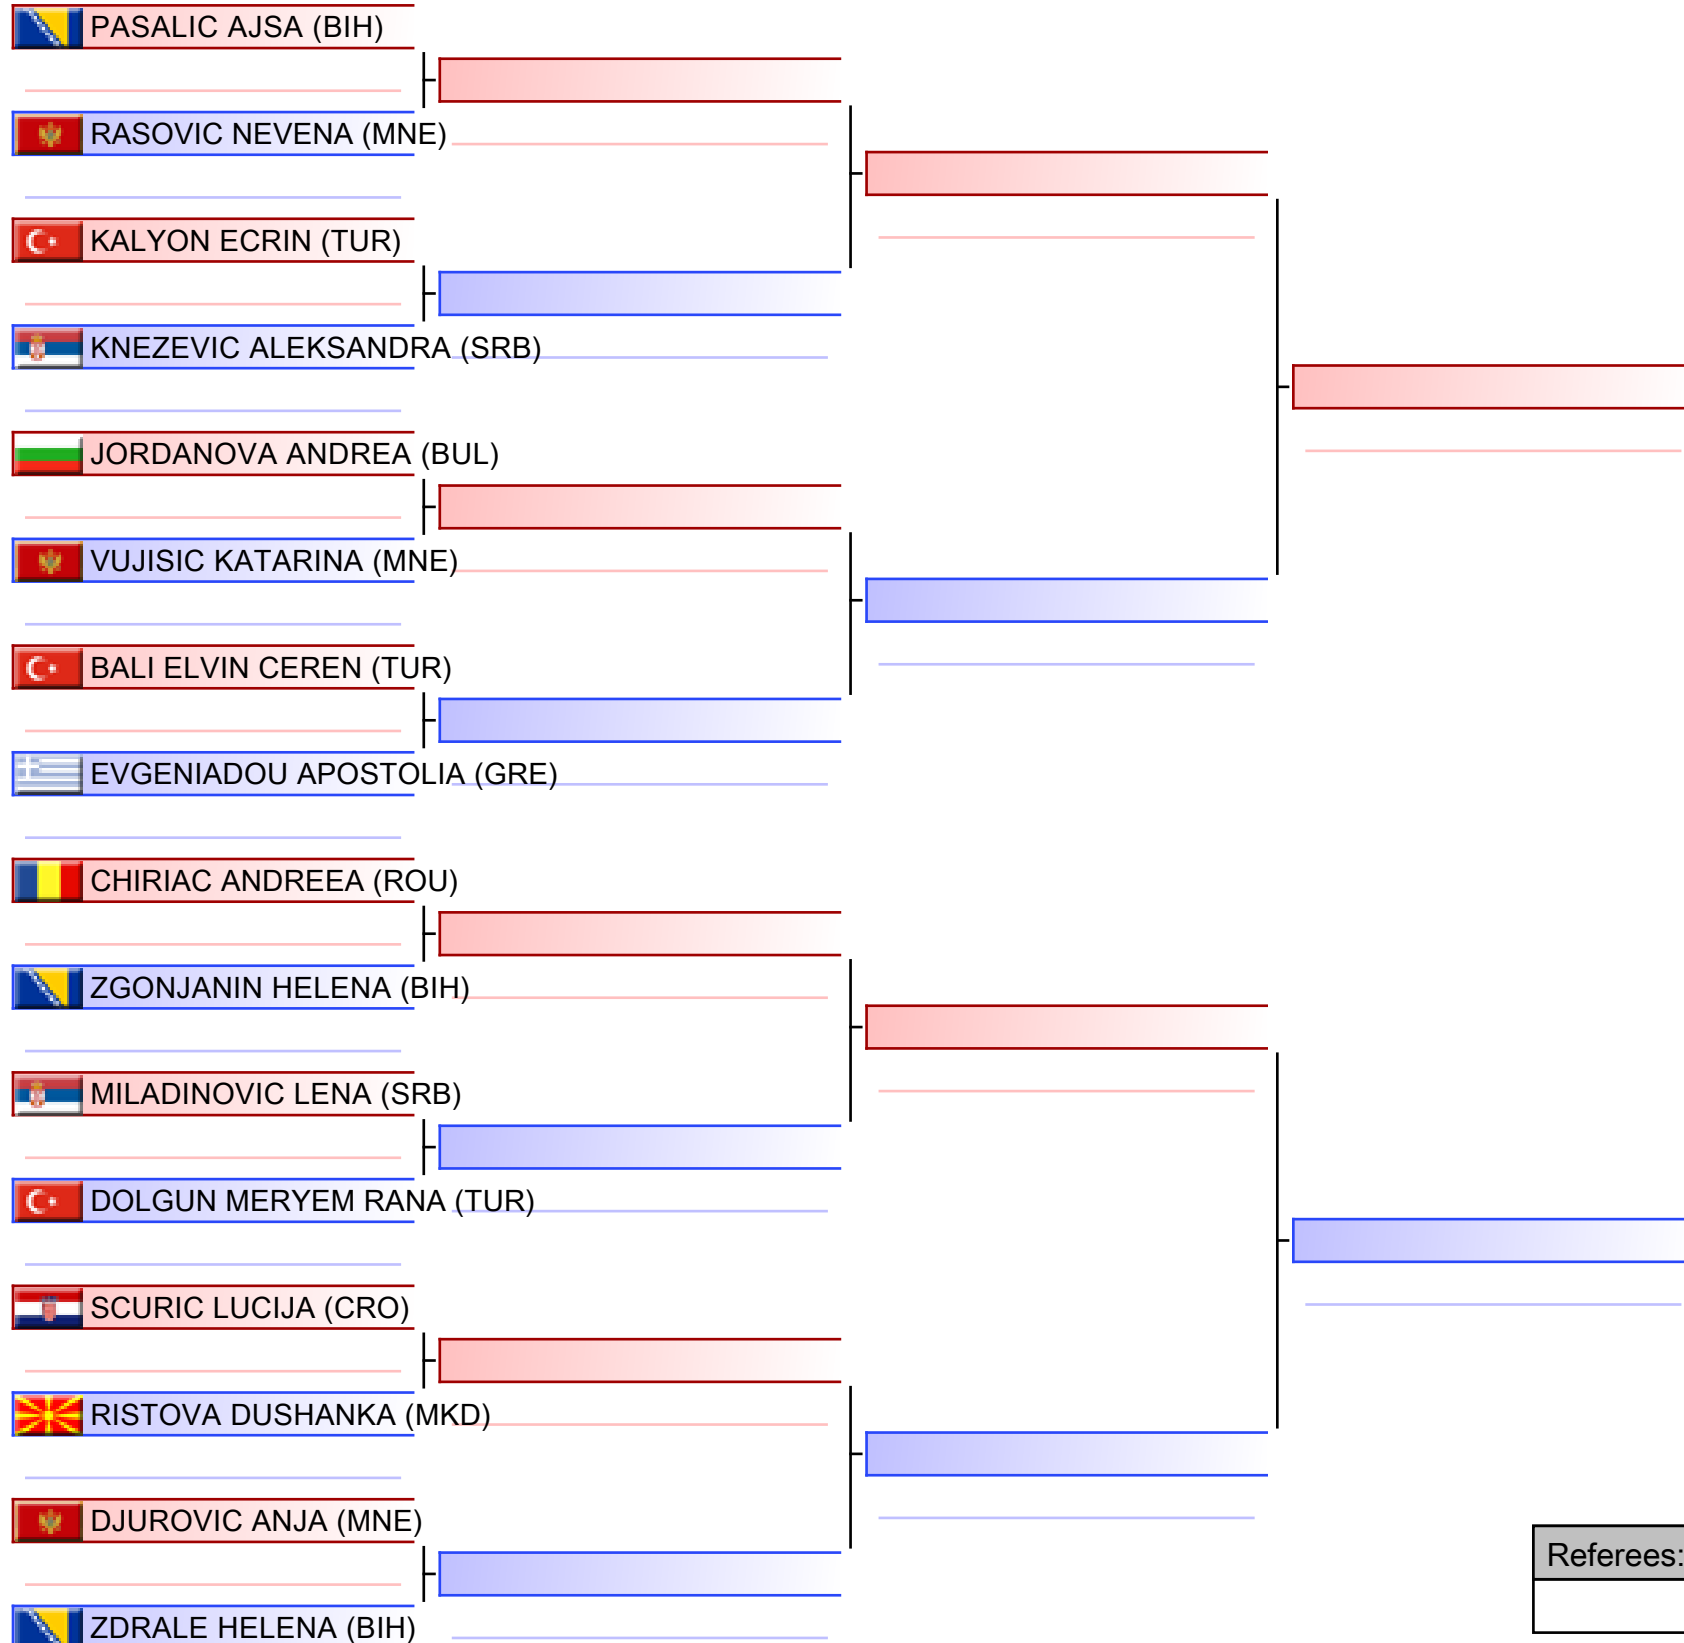 PASALIC AJSA (BIH)
RASOVIC NEVENA (MNE)
KALYON ECRIN (TUR)
KNEZEVIC ALEKSANDRA (SRB)
JORDANOVA ANDREA (BUL)
VUJISIC KATARINA (MNE)
BALI ELVIN CEREN (TUR)
EVGENIADOU APOSTOLIA (GRE)
CHIRIAC ANDREEA (ROU)
ZGONJANIN HELENA (BIH)
MILADINOVIC LENA (SRB)
DOLGUN MERYEM RANA (TUR)
SCURIC LUCIJA (CRO)
RISTOVA DUSHANKA (MKD)
DJUROVIC ANJA (MNE)
ZDRALE HELENA (BIH)
Referees: